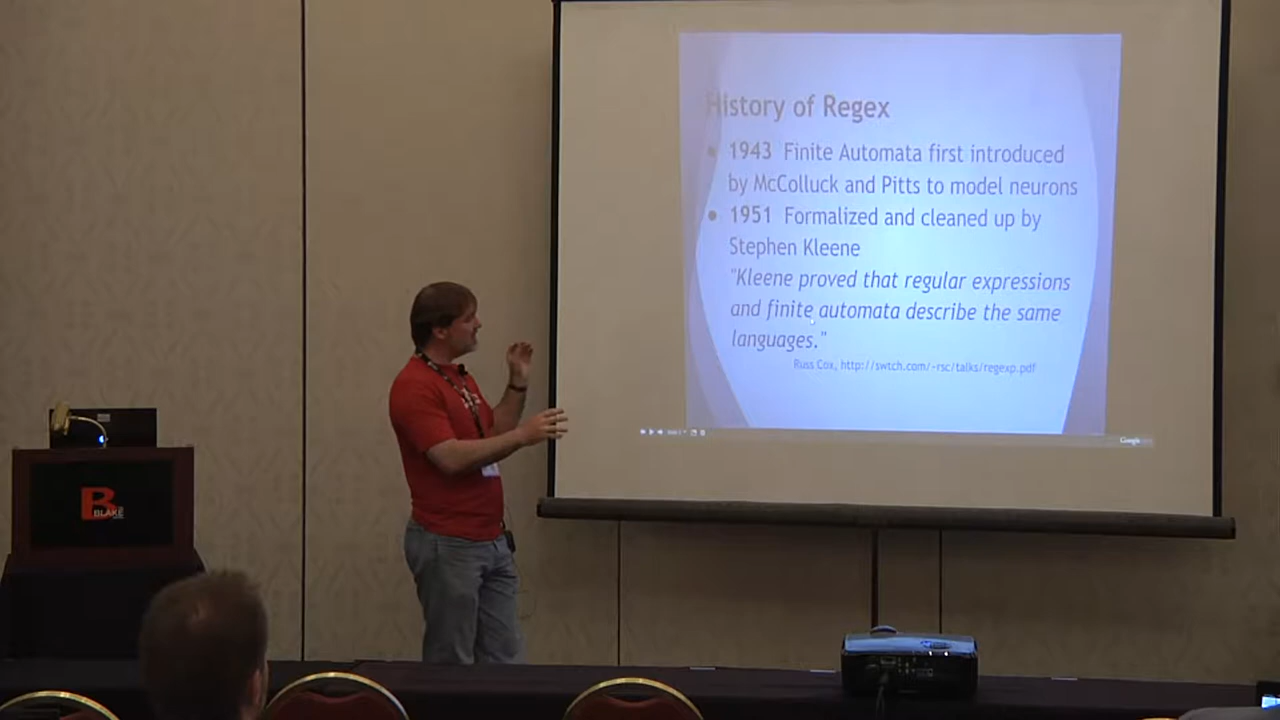 History of Regex
• 1943 Finite Automata first introduced
by McColluck and Pitts to model neurons
• 1951 Formalized and cleaned up by
Stephen Kleene
"Kleene proved that regular expressions
and finite automata describe the same
languages."
Russ Cox, http://swtch.com/~rsc/talks/regexp.pdf
Google
B
BLAKE